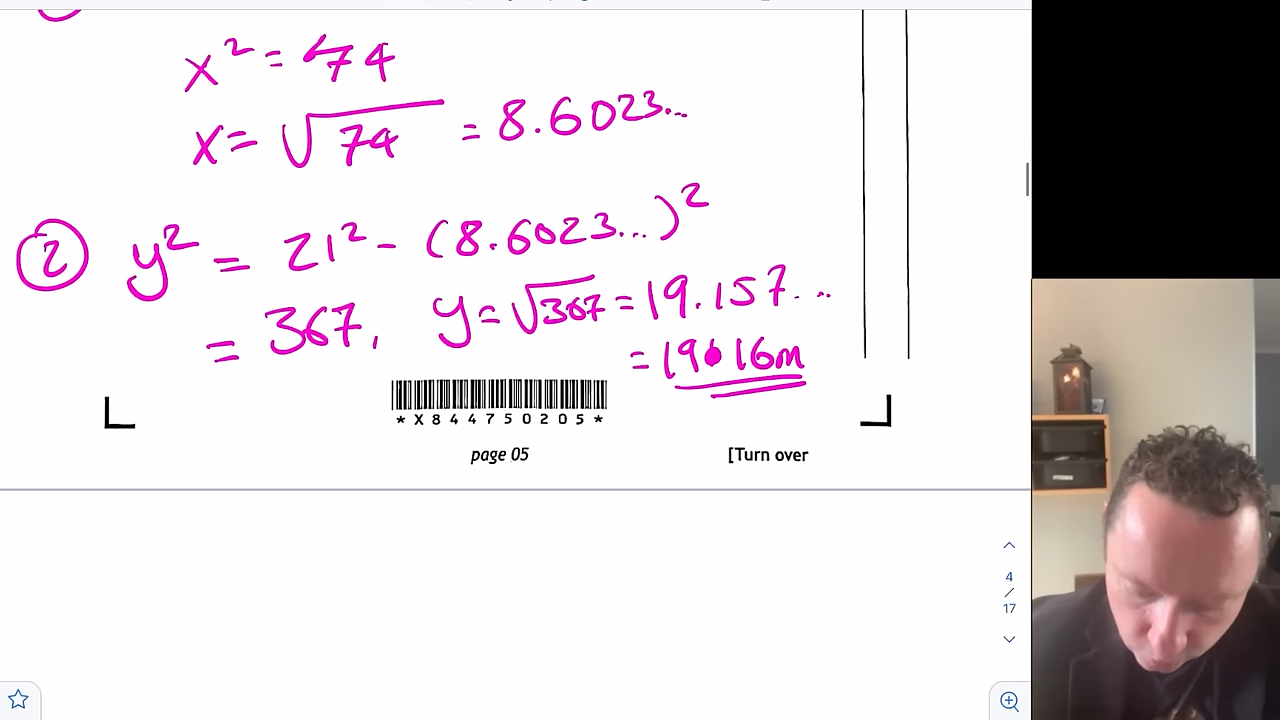 x² = 74
x = √74 = 8.6023...
② y² = 21² - (8.6023...)²
= 367, y = √367 = 19.157...
= 19.16m
*X844750205*
page 05 [Turn over
4
/
17